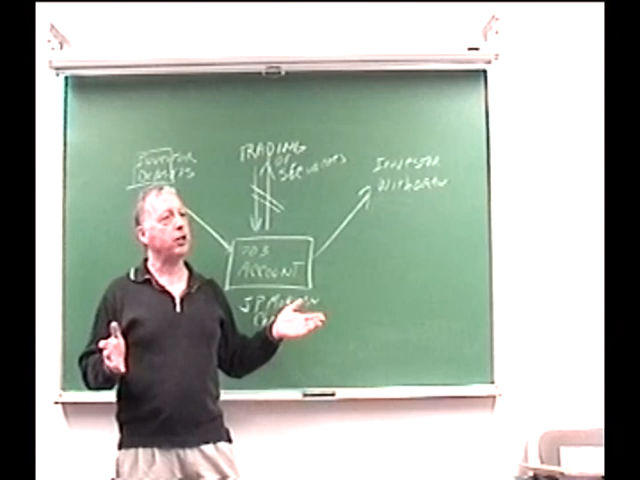 Investor
Deposits
TRADING
OF
SECURITIES
Investor
Withdraw
703
ACCOUNT
JP Morgan